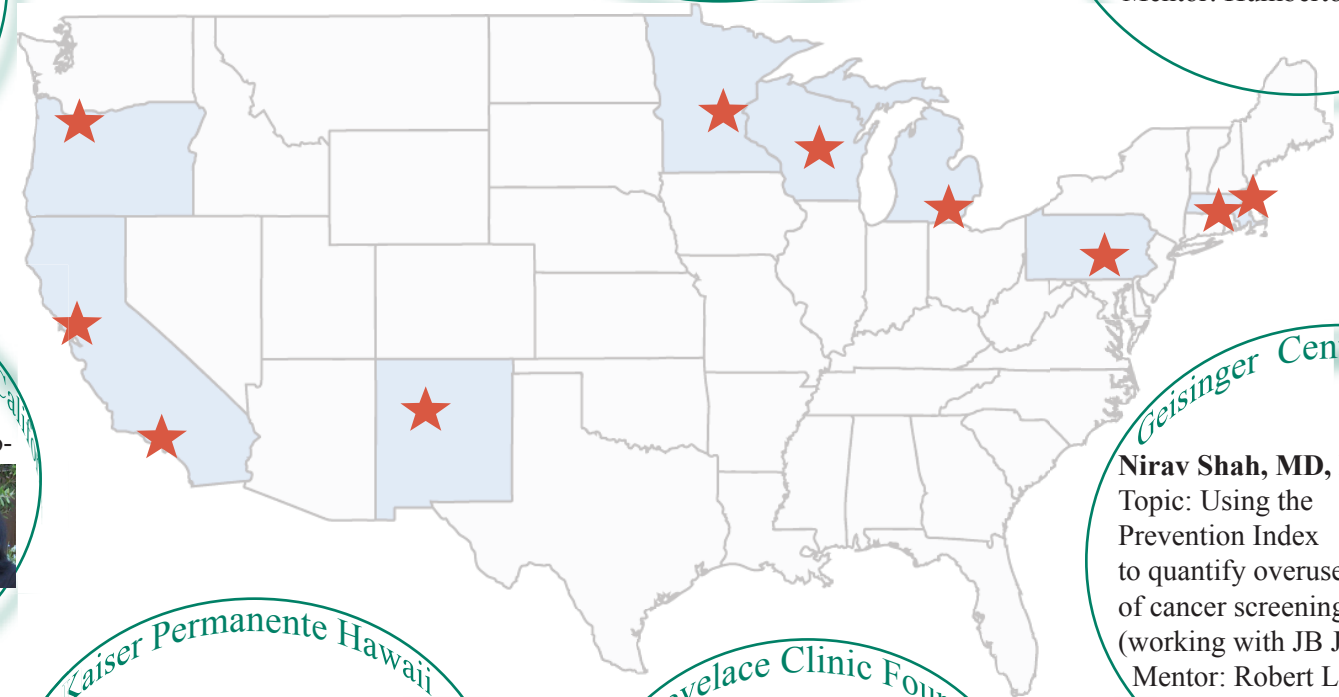 Geisinger Cen
Nirav Shah, MD,
Topic: Using the
Prevention Index
to quantify overuse
of cancer screening
(working with JB J
Mentor: Robert L
Kaiser Permanente Hawaii
velace Clinic Four